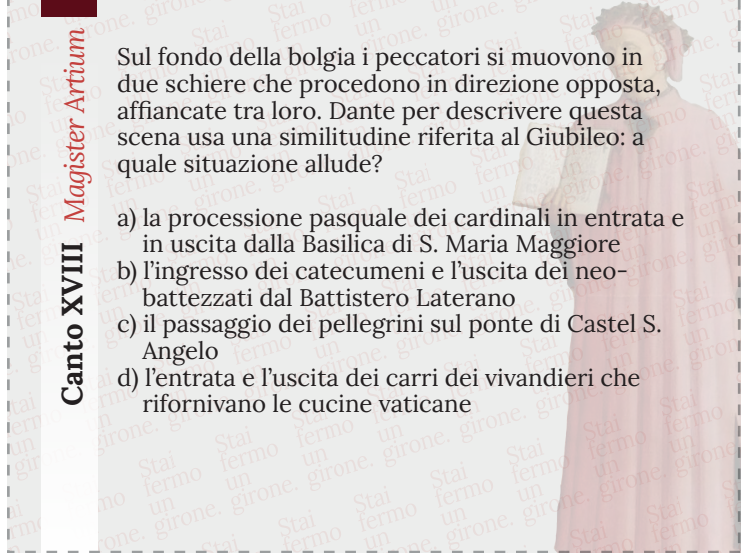 Canto XVIII Magister Artium
Sul fondo della bolgia i peccatori si muovono in
due schiere che procedono in direzione opposta,
affiancate tra loro. Dante per descrivere questa
scena usa una similitudine riferita al Giubileo: a
quale situazione allude?
a) la processione pasquale dei cardinali in entrata e
in uscita dalla Basilica di S. Maria Maggiore
b) l’ingresso dei catecumeni e l’uscita dei neo-
battezzati dal Battistero Laterano
c) il passaggio dei pellegrini sul ponte di Castel S.
Angelo
d) l’entrata e l’uscita dei carri dei vivandieri che
rifornivano le cucine vaticane
Stai
fermo
un
girone.